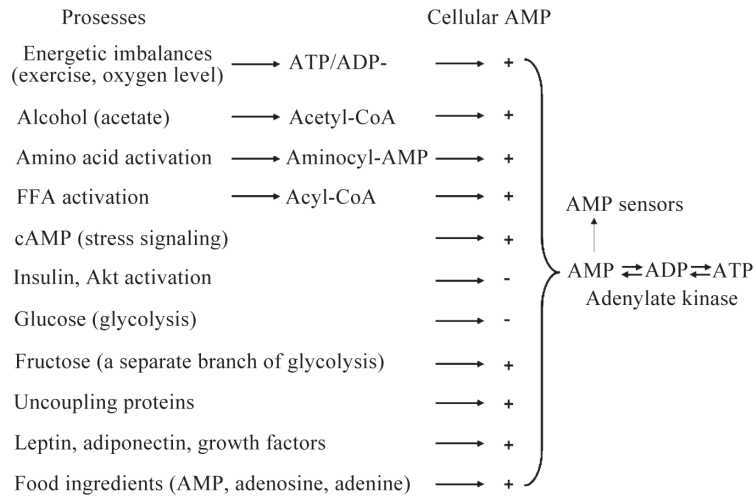 Prosesses Cellular AMP
Energetic imbalances
(exercise, oxygen level) ATP/ADP- +
Alcohol (acetate) Acetyl-CoA +
Amino acid activation Aminocyl-AMP +
FFA activation Acyl-CoA +
cAMP (stress signaling) +
Insulin, Akt activation -
Glucose (glycolysis) -
Fructose (a separate branch of glycolysis) +
Uncoupling proteins +
Leptin, adiponectin, growth factors +
Food ingredients (AMP, adenosine, adenine) +
AMP sensors
AMP ADP ATP
Adenylate kinase